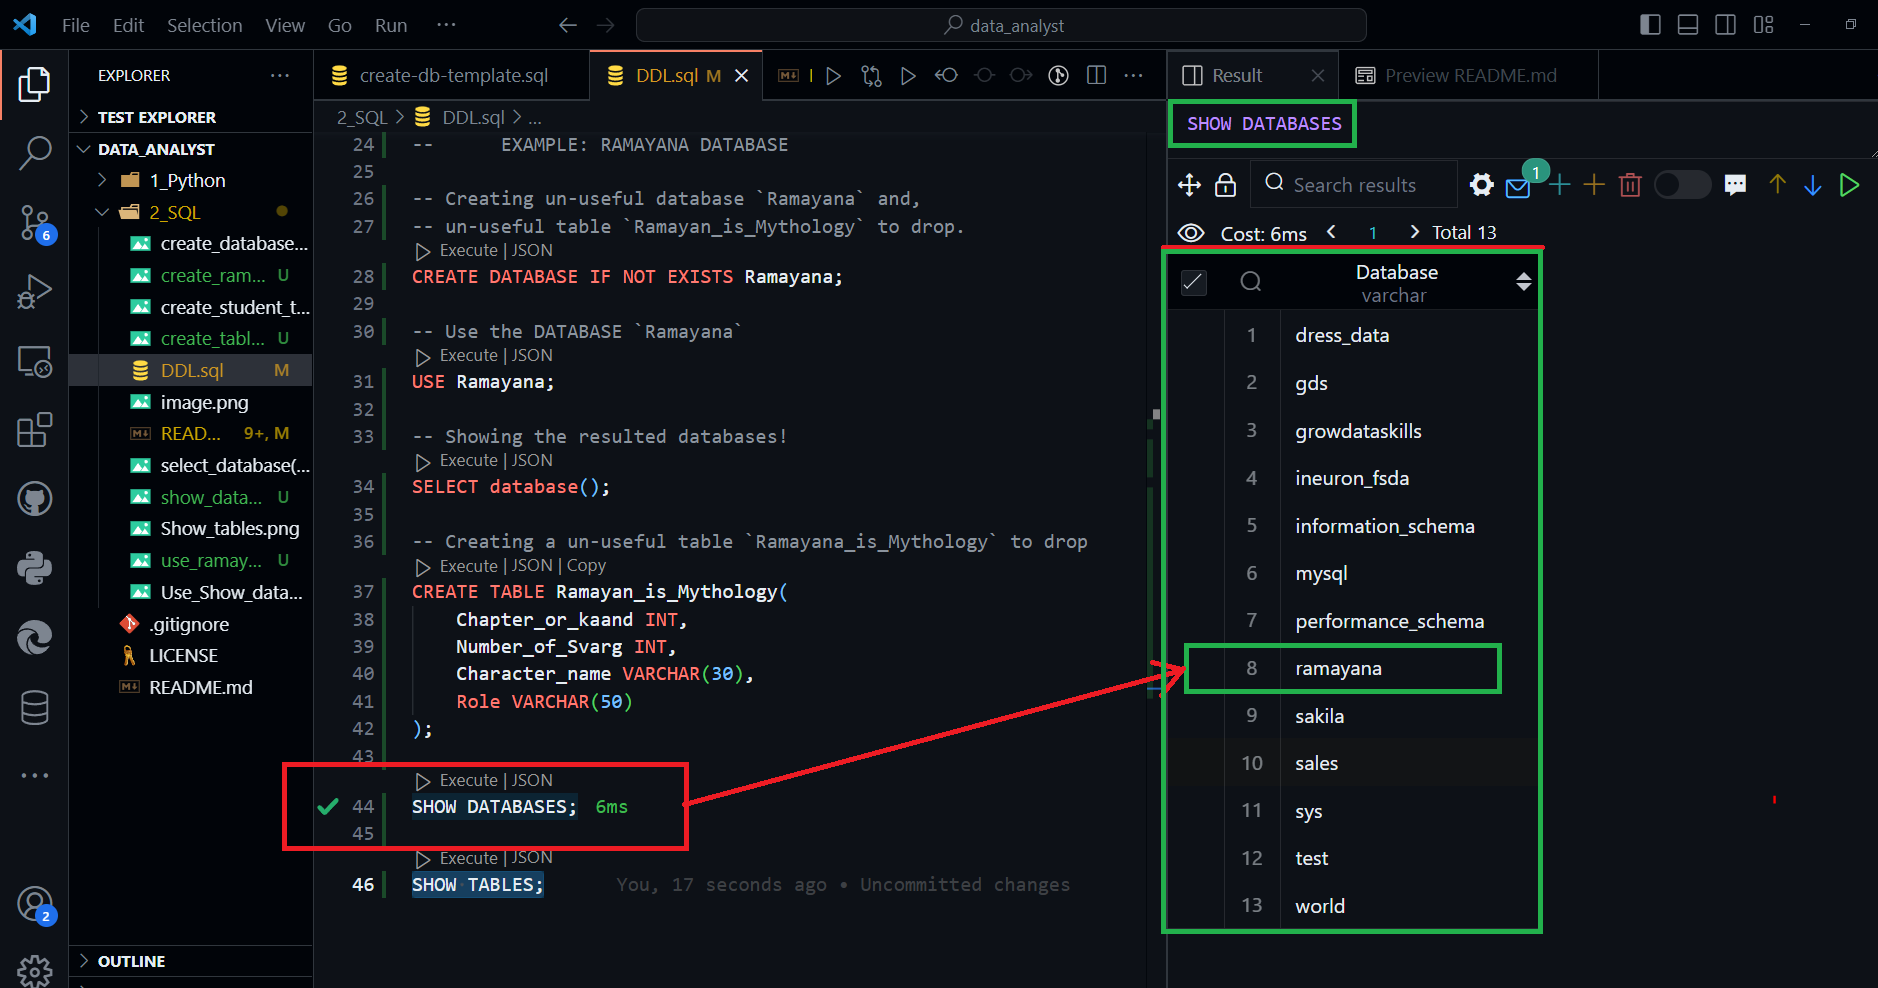 File Edit Selection View Go Run ··· data_analyst
EXPLORER ···
TEST EXPLORER
DATA_ANALYST
1_Python
2_SQL
create_database...
create_ram... U
create_student_t...
create_tabl... U
DDL.sql M
image.png
READ... 9+, M
select_database(...
show_data... U
Show_tables.png
use_ramay... U
Use_Show_data...
.gitignore
LICENSE
README.md
OUTLINE
6
2
create-db-template.sql DDL.sql M
2_SQL > DDL.sql > ...
24 -- EXAMPLE: RAMAYANA DATABASE
25
26 -- Creating un-useful database `Ramayana` and,
27 -- un-useful table `Ramayan_is_Mythology` to drop.
Execute | JSON
28 CREATE DATABASE IF NOT EXISTS Ramayana;
29
30 -- Use the DATABASE `Ramayana`
Execute | JSON
31 USE Ramayana;
32
33 -- Showing the resulted databases!
Execute | JSON
34 SELECT database();
35
36 -- Creating a un-useful table `Ramayana_is_Mythology` to drop
Execute | JSON | Copy
37 CREATE TABLE Ramayan_is_Mythology(
38 Chapter_or_kaand INT,
39 Number_of_Svarg INT,
40 Character_name VARCHAR(30),
41 Role VARCHAR(50)
42 );
43
Execute | JSON
44 SHOW DATABASES; 6ms
45
Execute | JSON
46 SHOW TABLES; You, 17 seconds ago • Uncommitted changes
Result Preview README.md
SHOW DATABASES
Search results 1
Cost: 6ms < 1 > Total 13
Database
varchar
1 dress_data
2 gds
3 growdataskills
4 ineuron_fsda
5 information_schema
6 mysql
7 performance_schema
8 ramayana
9 sakila
10 sales
11 sys
12 test
13 world